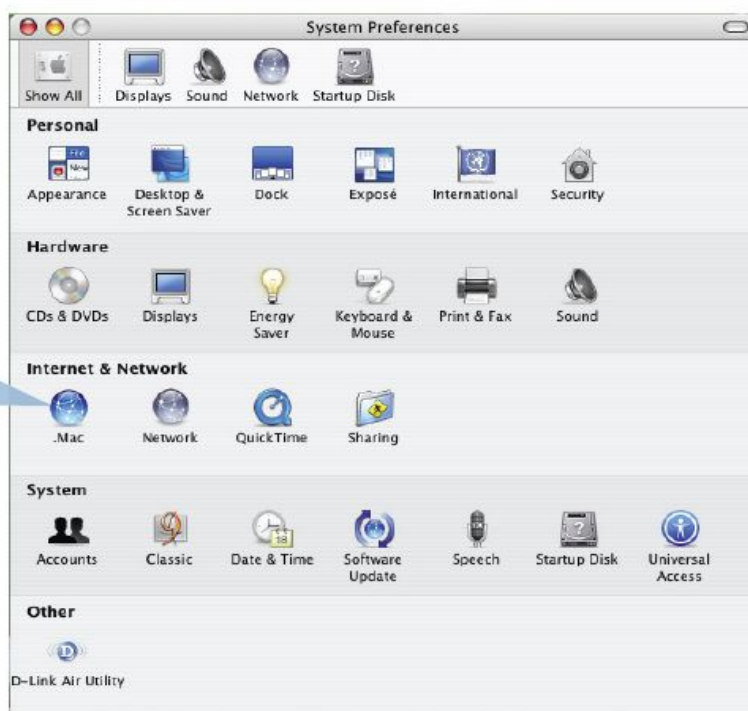 System Preferences
Show All Displays Sound Network Startup Disk
Personal
Appearance Desktop & Screen Saver Dock Exposé International Security
Hardware
CDs & DVDs Displays Energy Saver Keyboard & Mouse Print & Fax Sound
Internet & Network
.Mac Network QuickTime Sharing
System
Accounts Classic Date & Time Software Update Speech Startup Disk Universal Access
Other
D-Link Air Utility